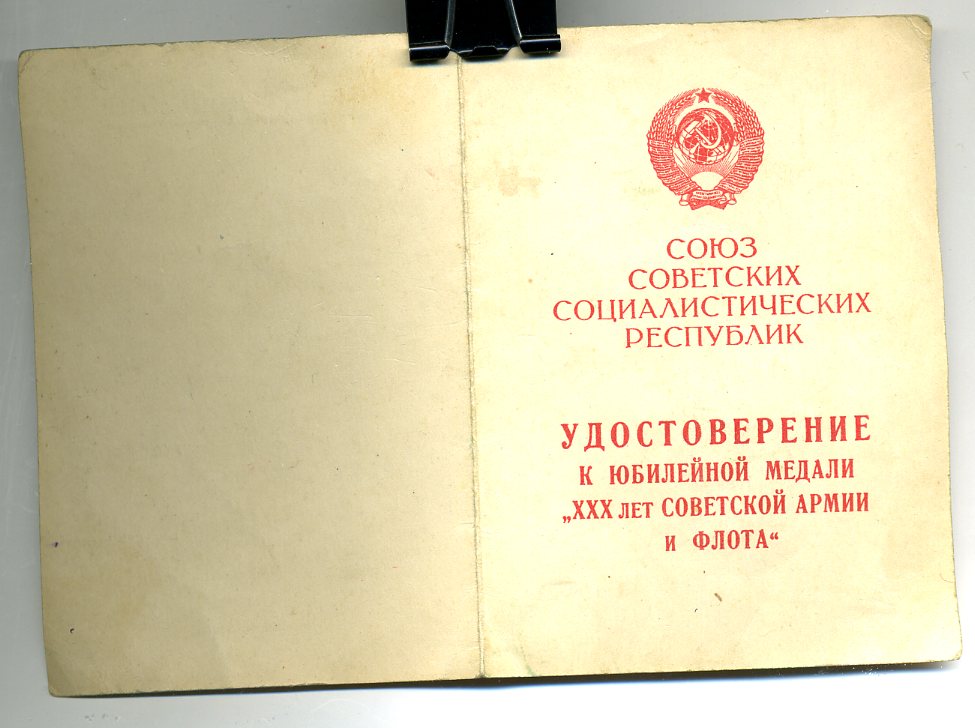 СОЮЗ
СОВЕТСКИХ
СОЦИАЛИСТИЧЕСКИХ
РЕСПУБЛИК
УДОСТОВЕРЕНИЕ
К ЮБИЛЕЙНОЙ МЕДАЛИ
„XXX ЛЕТ СОВЕТСКОЙ АРМИИ
И ФЛОТА“